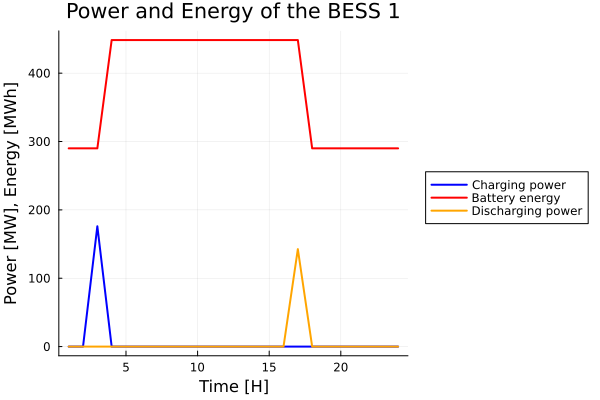 Power and Energy of the BESS 1
Power [MW], Energy [MWh]
400
300
200
100
0
5 10 15 20
Time [H]
Charging power
Battery energy
Discharging power